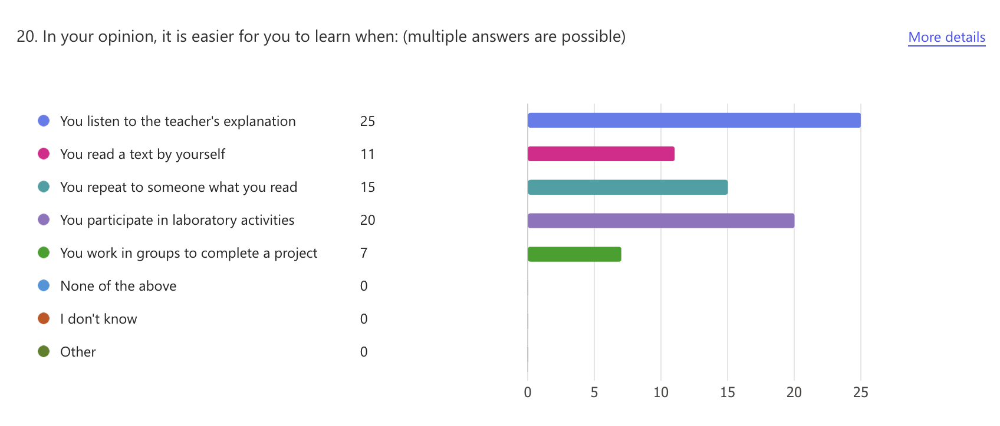 20. In your opinion, it is easier for you to learn when: (multiple answers are possible)
More details
You listen to the teacher's explanation 25
You read a text by yourself 11
You repeat to someone what you read 15
You participate in laboratory activities 20
You work in groups to complete a project 7
None of the above 0
I don't know 0
Other 0
0 5 10 15 20 25